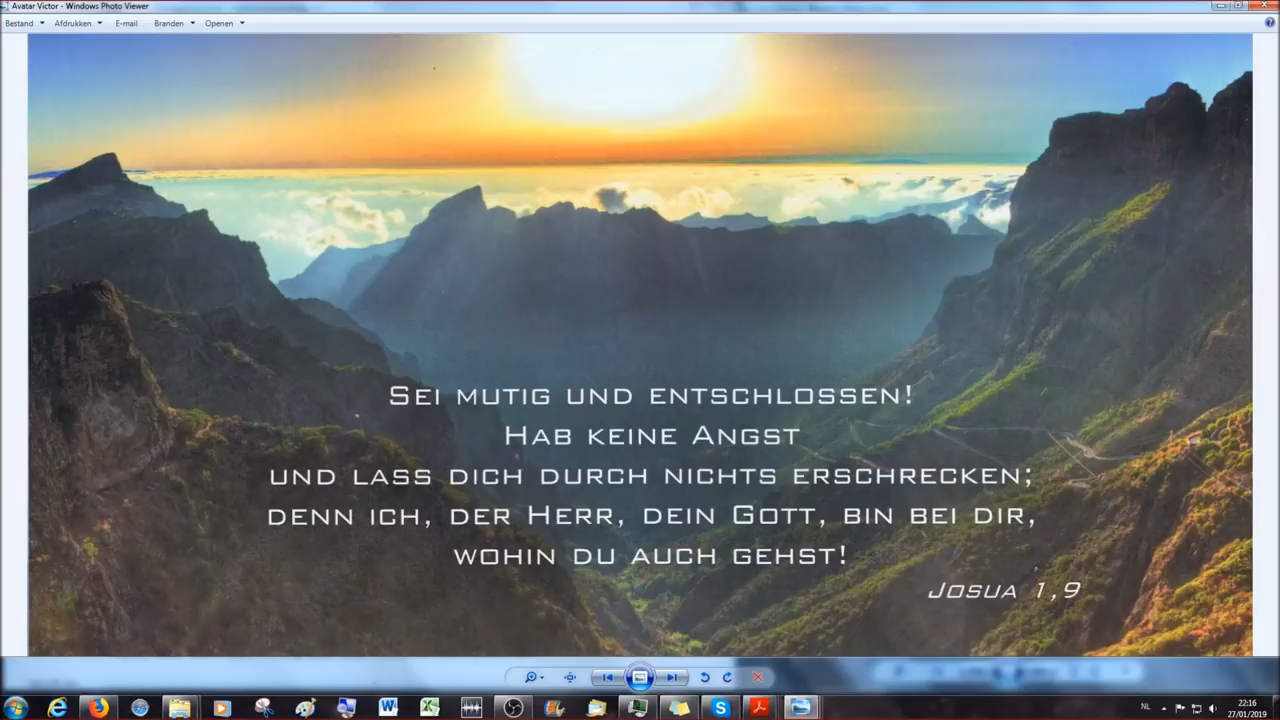 Avatar Victor - Windows Photo Viewer
Bestand Afdrukken E-mail Branden Openen
SEI MUTIG UND ENTSCHLOSSEN!
HAB KEINE ANGST
UND LASS DICH DURCH NICHTS ERSCHRECKEN;
DENN ICH, DER HERR, DEIN GOTT, BIN BEI DIR,
WOHIN DU AUCH GEHST!
JOSUA 1,9
NL
22:16
27/01/2019